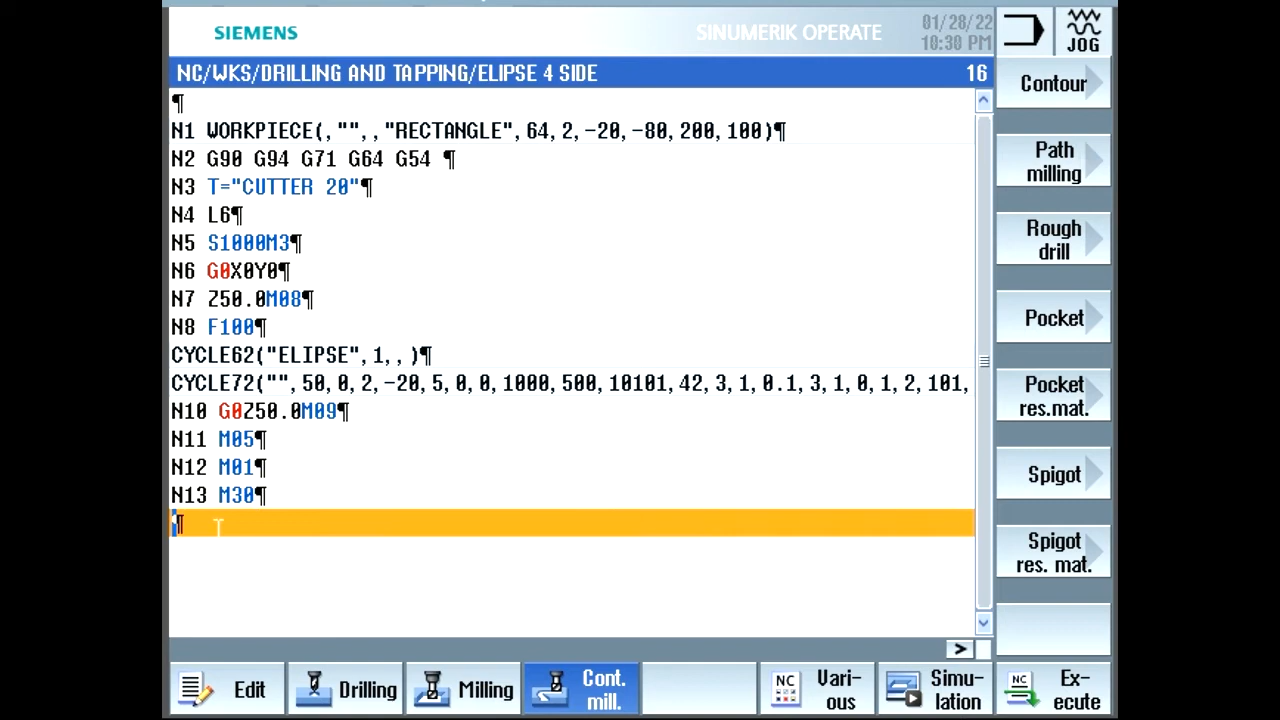 SIEMENS
SINUMERIK OPERATE
01/28/22
10:30 PM
JOG
NC/WKS/DRILLING AND TAPPING/ELIPSE 4 SIDE
16
¶
N1 WORKPIECE(,"",,"RECTANGLE",64,2,-20,-80,200,100)¶
N2 G90 G94 G71 G64 G54 ¶
N3 T="CUTTER 20"¶
N4 L6¶
N5 S1000M3¶
N6 G0X0Y0¶
N7 Z50.0M08¶
N8 F100¶
CYCLE62("ELIPSE",1,,)¶
CYCLE72("",50,0,2,-20,5,0,0,1000,500,10101,42,3,1,0.1,3,1,0,1,2,101,
N10 G0Z50.0M09¶
N11 M05¶
N12 M01¶
N13 M30¶
¶
Contour
Path
milling
Rough
drill
Pocket
Pocket
res.mat.
Spigot
Spigot
res. mat.
>
Edit
Drilling
Milling
Cont.
mill.
NC
Vari-
ous
Simu-
lation
NC
Ex-
ecute